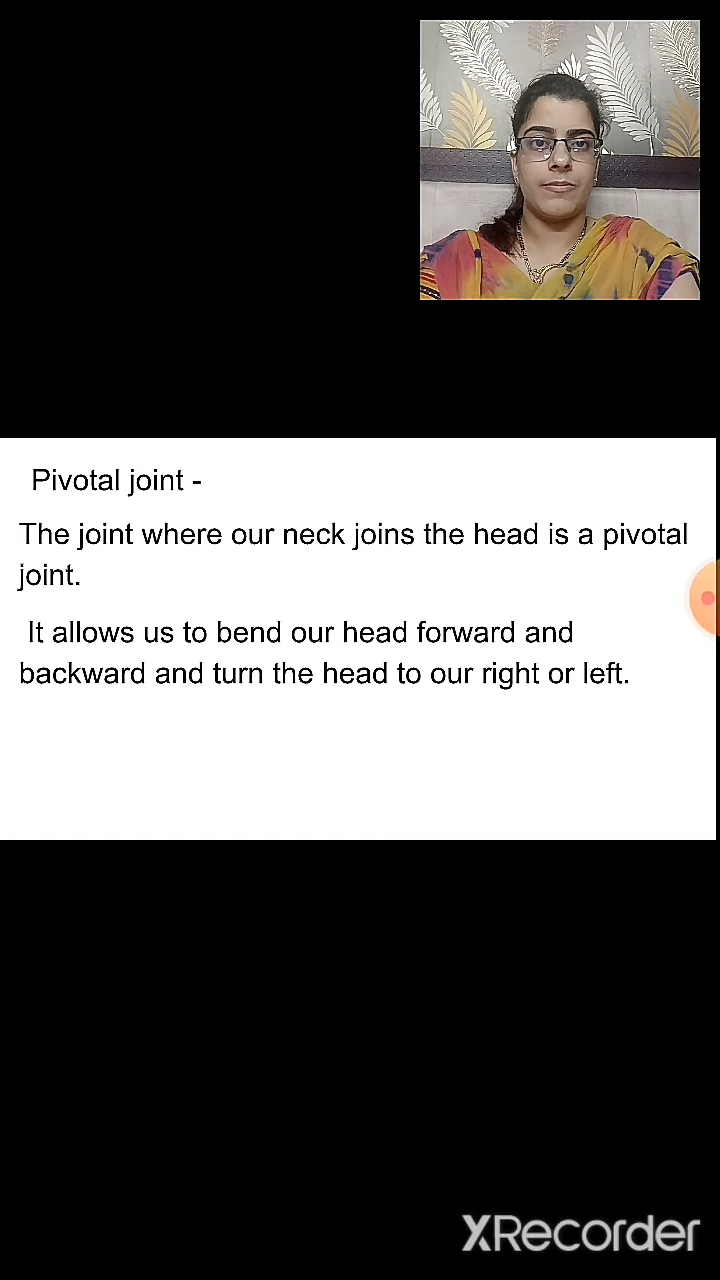 Pivotal joint -
The joint where our neck joins the head is a pivotal
joint.
It allows us to bend our head forward and
backward and turn the head to our right or left.
XRecorder